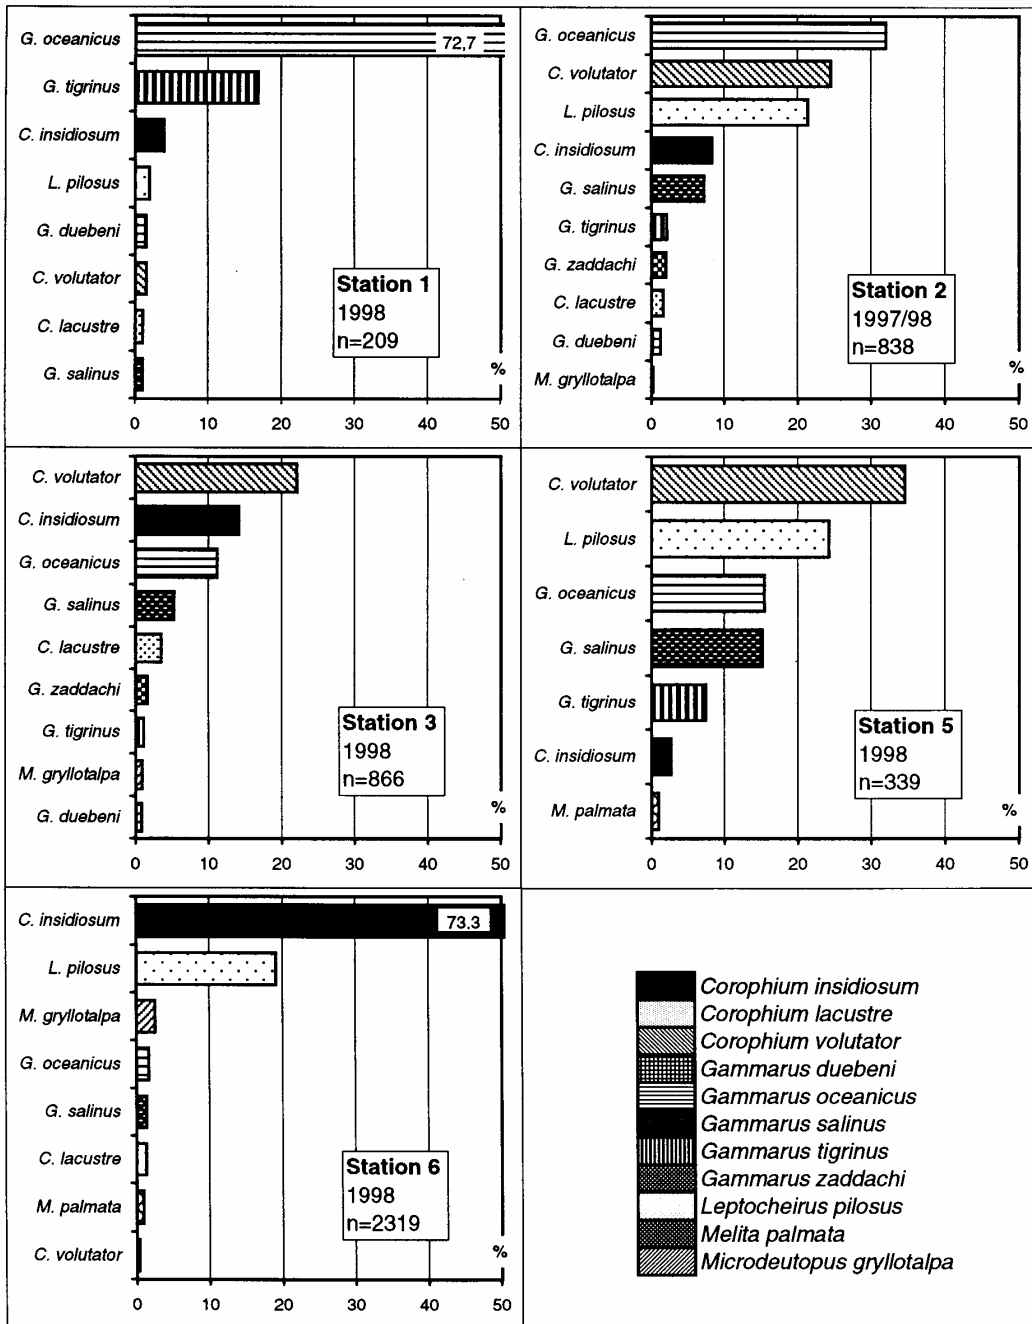 G. oceanicus
72,7
G. tigrinus
C. insidiosum
L. pilosus
G. duebeni
C. volutator
C. lacustre
G. salinus
Station 1
1998
n=209
%
0 10 20 30 40 50
G. oceanicus
C. volutator
L. pilosus
C. insidiosum
G. salinus
G. tigrinus
G. zaddachi
C. lacustre
G. duebeni
M. gryllotalpa
Station 2
1997/98
n=838
%
0 10 20 30 40 50
C. volutator
C. insidiosum
G. oceanicus
G. salinus
C. lacustre
G. zaddachi
G. tigrinus
M. gryllotalpa
G. duebeni
Station 3
1998
n=866
%
0 10 20 30 40 50
C. volutator
L. pilosus
G. oceanicus
G. salinus
G. tigrinus
C. insidiosum
M. palmata
Station 5
1998
n=339
%
0 10 20 30 40 50
C. insidiosum
73,3
L. pilosus
M. gryllotalpa
G. oceanicus
G. salinus
C. lacustre
M. palmata
C. volutator
Station 6
1998
n=2319
%
0 10 20 30 40 50
Corophium insidiosum
Corophium lacustre
Corophium volutator
Gammarus duebeni
Gammarus oceanicus
Gammarus salinus
Gammarus tigrinus
Gammarus zaddachi
Leptocheirus pilosus
Melita palmata
Microdeutopus gryllotalpa